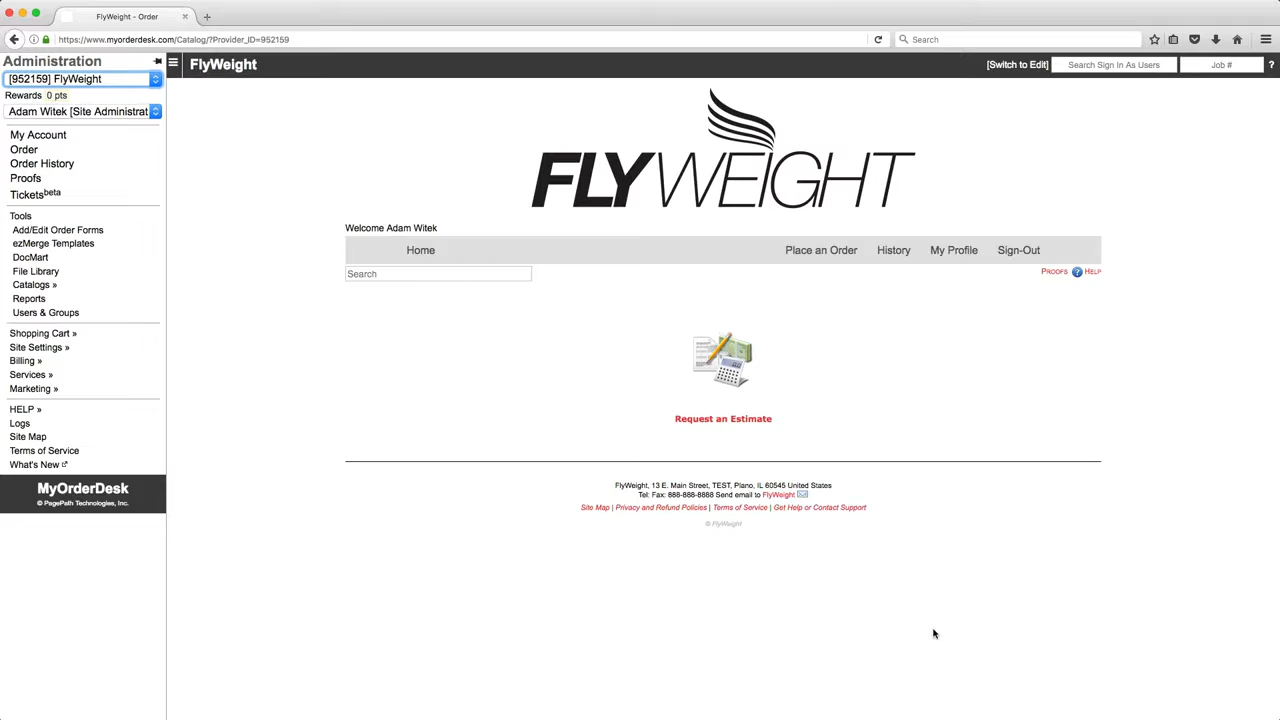 FlyWeight - Order
https://www.myorderdesk.com/Catalog/?Provider_ID=952159
Search
Administration
FlyWeight
[Switch to Edit]
Search Sign In As Users
Job #
?
[952159] FlyWeight
Rewards 0 pts
Adam Witek [Site Administrat
My Account
Order
Order History
Proofs
Ticketsbeta
Tools
Add/Edit Order Forms
ezMerge Templates
DocMart
File Library
Catalogs »
Reports
Users & Groups
Shopping Cart »
Site Settings »
Billing »
Services »
Marketing »
HELP »
Logs
Site Map
Terms of Service
What's New
MyOrderDesk
© PagePath Technologies, Inc.
FLYWEIGHT
Welcome Adam Witek
Home Place an Order History My Profile Sign-Out
Search
PROOFS ? HELP
Request an Estimate
FlyWeight, 13 E. Main Street, TEST, Plano, IL 60545 United States
Tel: Fax: 888-888-8888 Send email to FlyWeight
Site Map | Privacy and Refund Policies | Terms of Service | Get Help or Contact Support
© FlyWeight